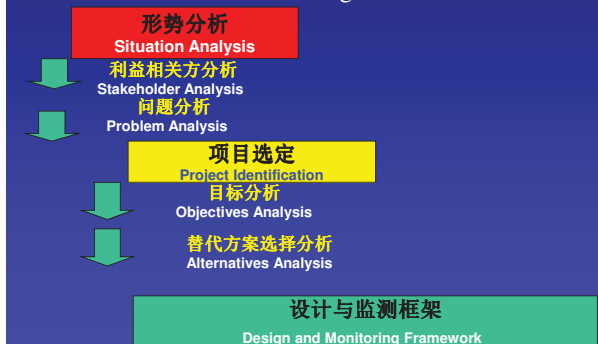 形势分析
Situation Analysis
利益相关方分析
Stakeholder Analysis
问题分析
Problem Analysis
项目选定
Project Identification
目标分析
Objectives Analysis
替代方案选择分析
Alternatives Analysis
设计与监测框架
Design and Monitoring Framework